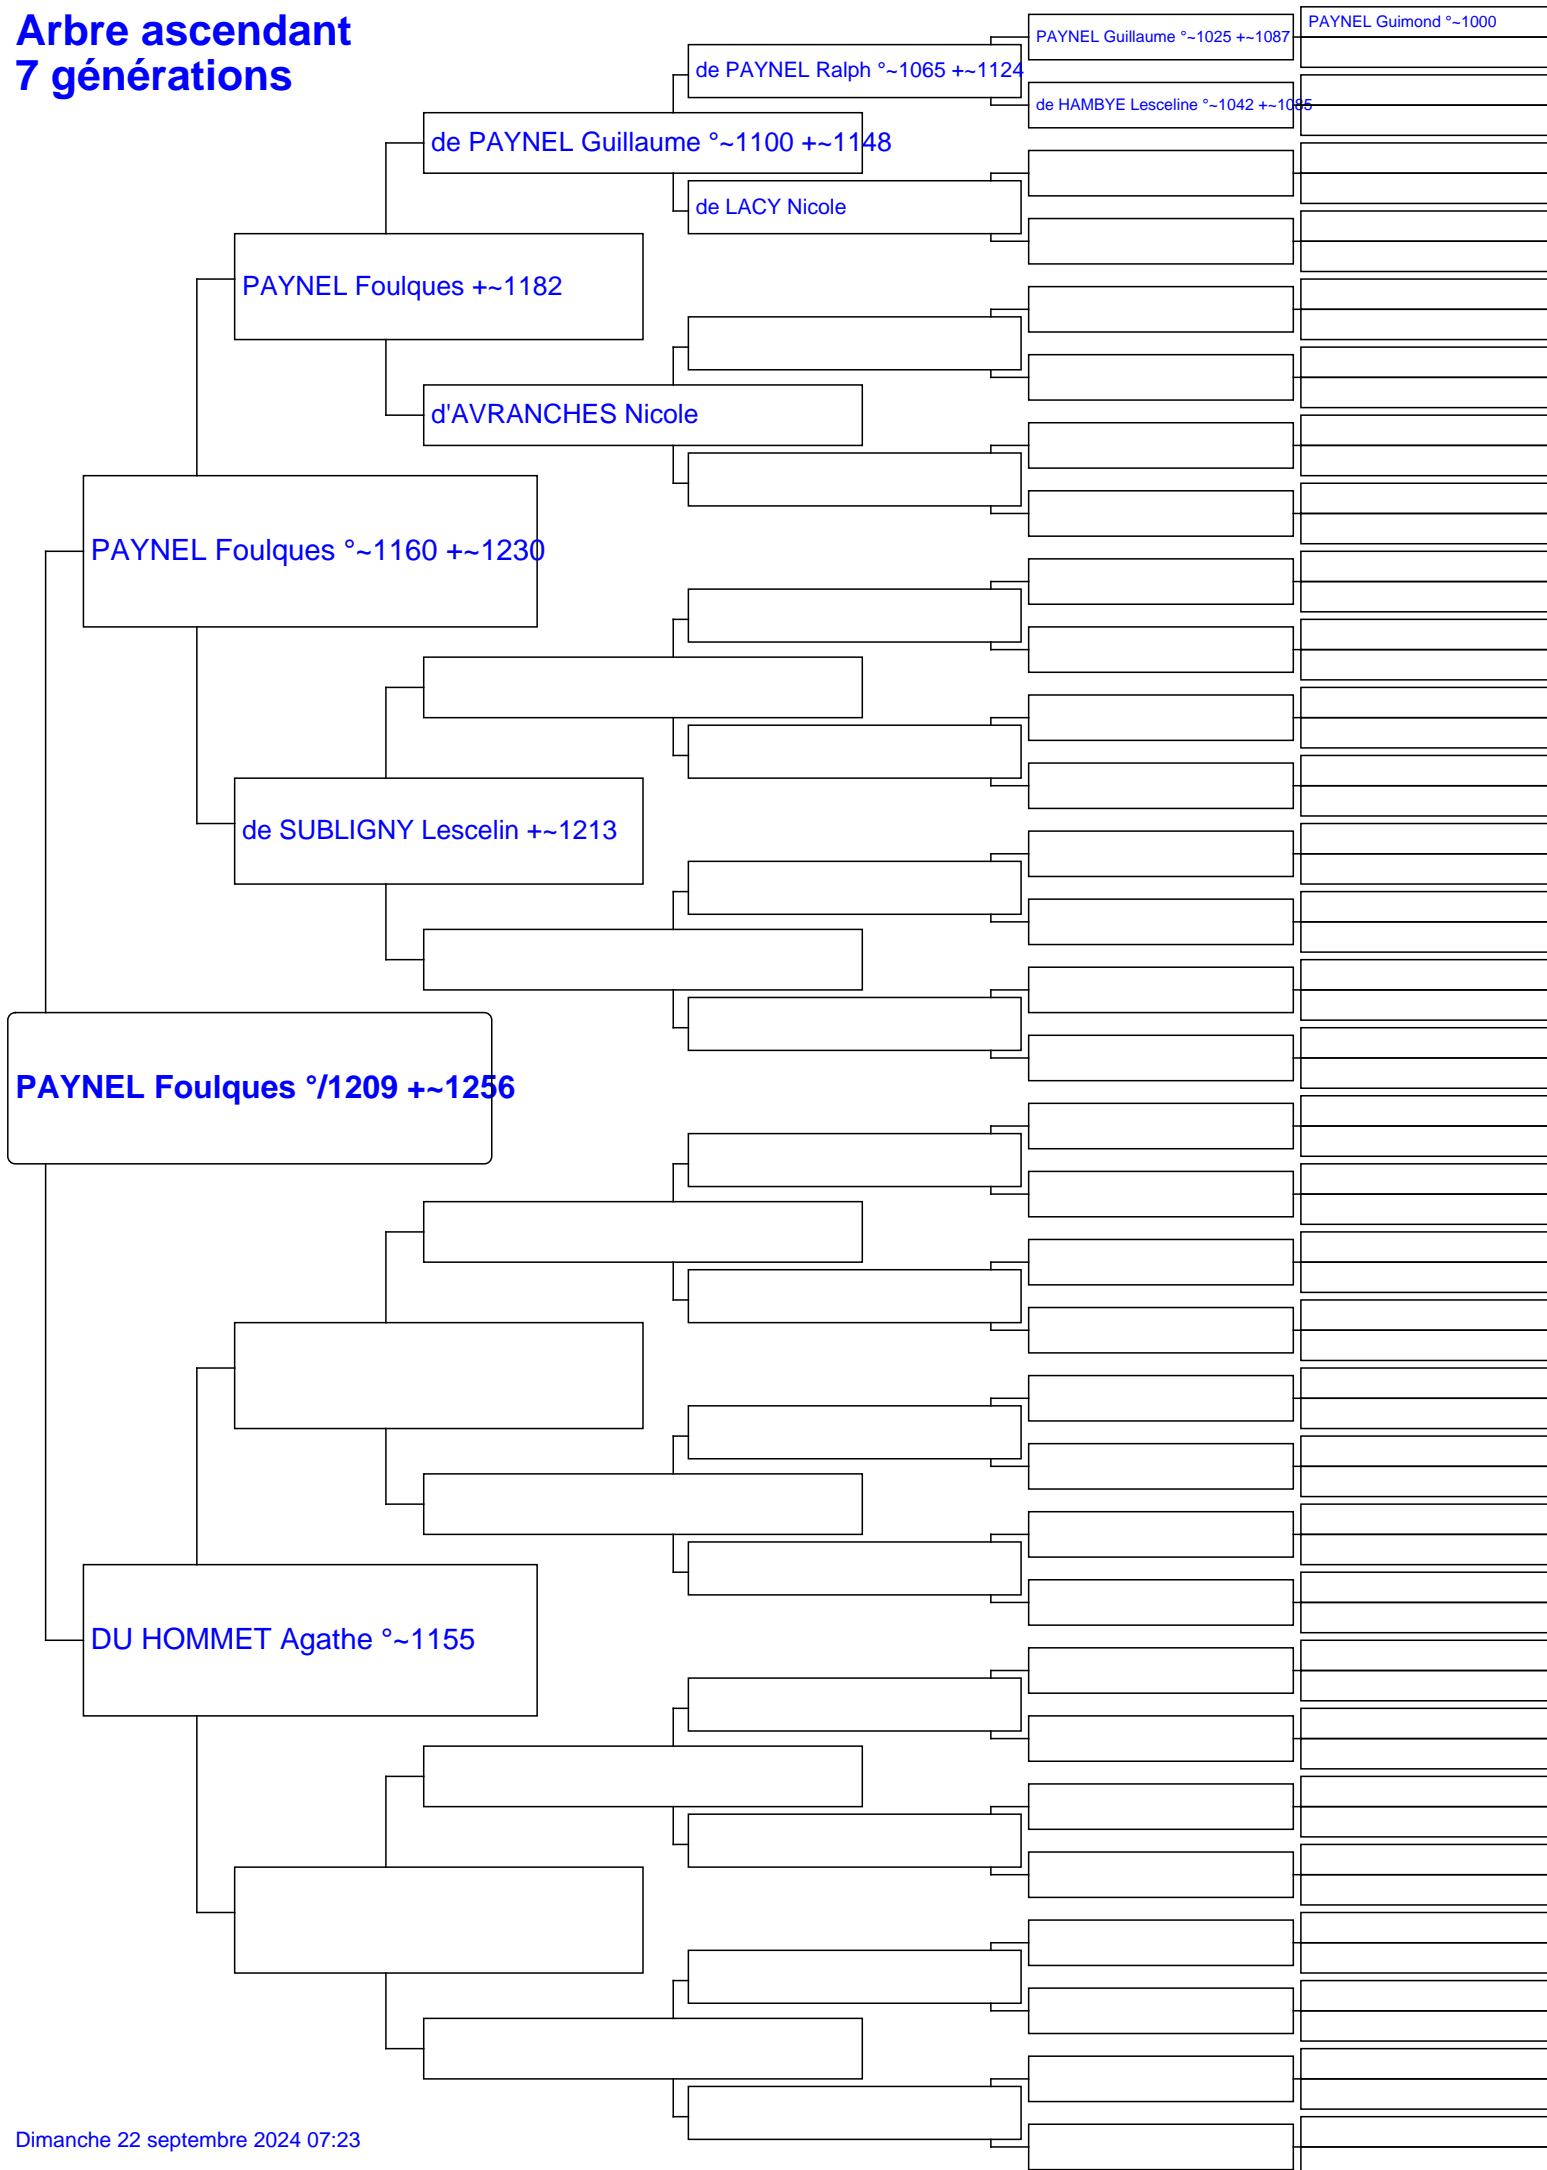 Arbre ascendant
7 générations
PAYNEL Guimond °~1000
PAYNEL Guillaume °~1025 +~1087
de PAYNEL Ralph °~1065 +~1124
de HAMBYE Lesceline °~1042 +~1085
de PAYNEL Guillaume °~1100 +~1148
de LACY Nicole
PAYNEL Foulques +~1182
d'AVRANCHES Nicole
PAYNEL Foulques °~1160 +~1230
de SUBLIGNY Lescelin +~1213
PAYNEL Foulques °/1209 +~1256
DU HOMMET Agathe °~1155
Dimanche 22 septembre 2024 07:23